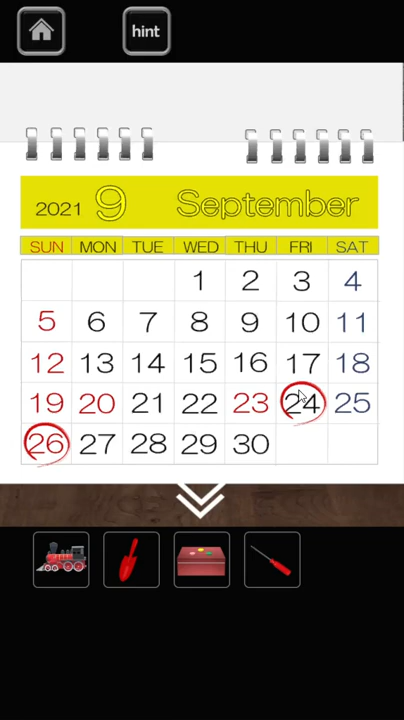 hint
2021 9 September
SUN MON TUE WED THU FRI SAT
1 2 3 4
5 6 7 8 9 10 11
12 13 14 15 16 17 18
19 20 21 22 23 24 25
26 27 28 29 30